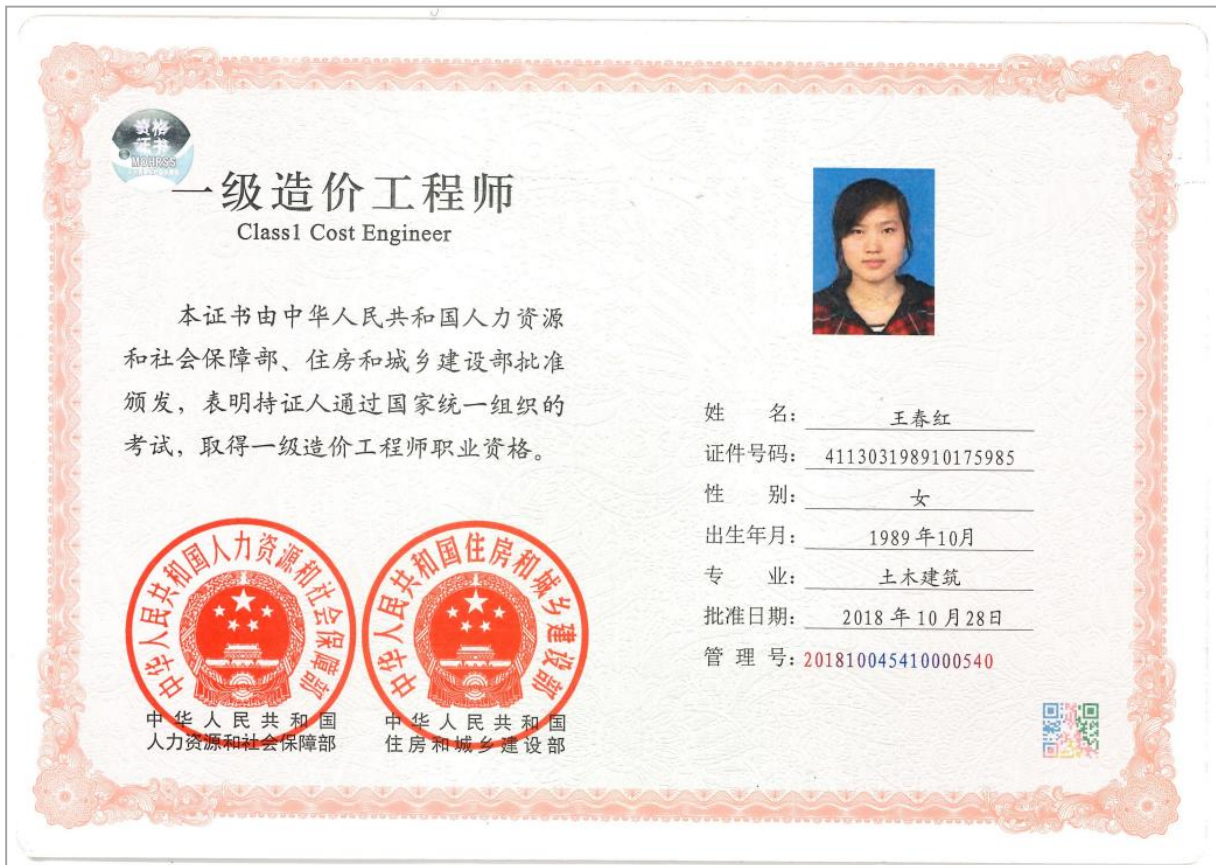 资格
证书
MOHRSS
一级造价工程师
Class1 Cost Engineer
本证书由中华人民共和国人力资源
和社会保障部、住房和城乡建设部批准
颁发，表明持证人通过国家统一组织的
考试，取得一级造价工程师职业资格。
中华人民共和国人力资源和社会保障部
中华人民共和国住房和城乡建设部
中华人民共和国
人力资源和社会保障部
中华人民共和国
住房和城乡建设部
姓 名：王春红
证件号码：411303198910175985
性 别：女
出生年月：1989年10月
专 业：土木建筑
批准日期：2018年10月28日
管 理 号：201810045410000540